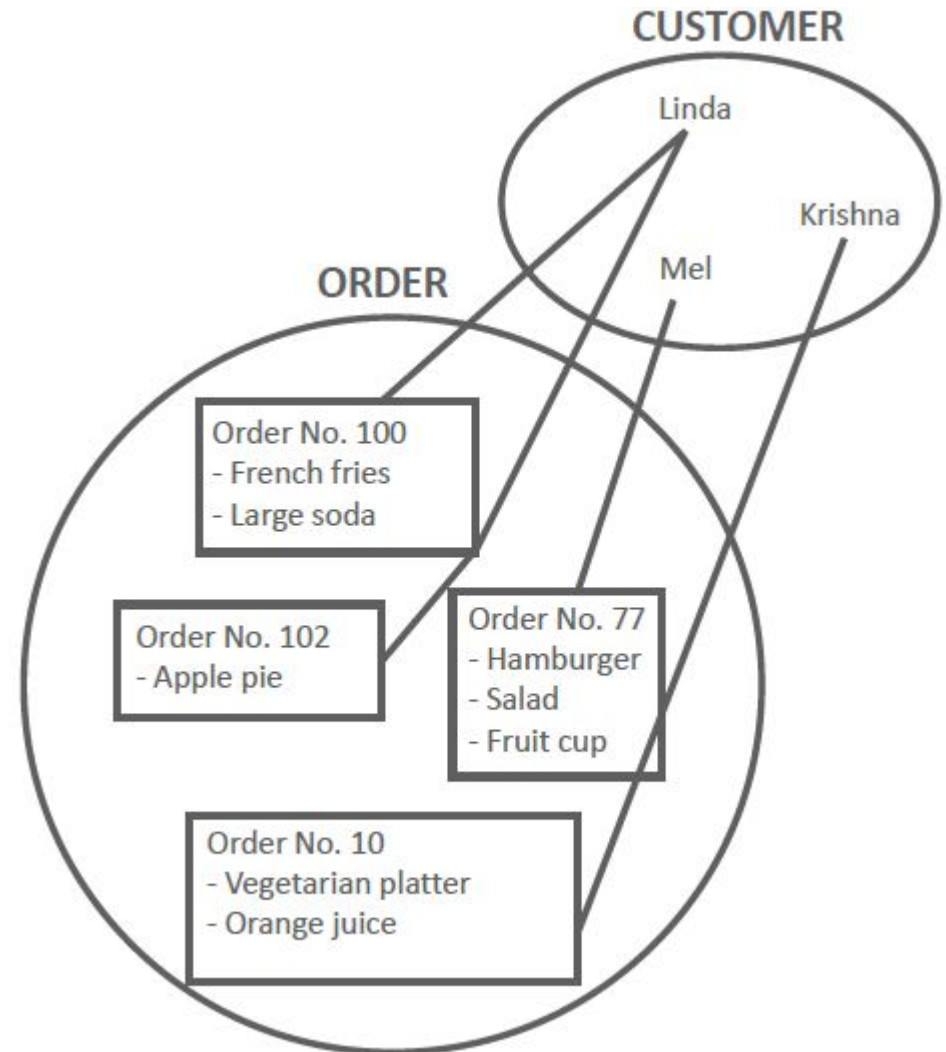 CUSTOMER
Linda
Krishna
Mel
ORDER
Order No. 100
- French fries
- Large soda
Order No. 102
- Apple pie
Order No. 77
- Hamburger
- Salad
- Fruit cup
Order No. 10
- Vegetarian platter
- Orange juice